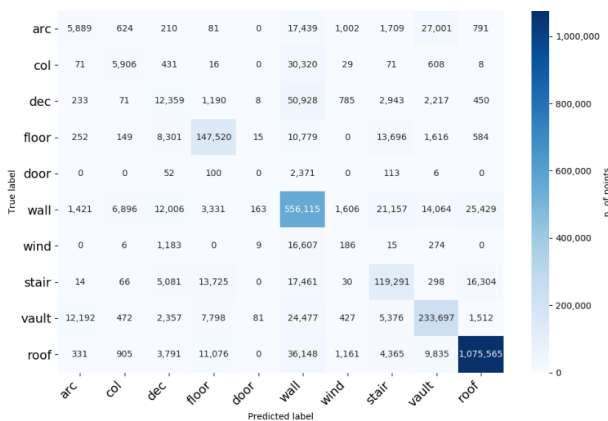 arc 5,889 624 210 81 0 17,439 1,002 1,709 27,001 791
col 71 5,906 431 16 0 30,320 29 71 608 8
dec 233 71 12,359 1,190 8 50,928 785 2,943 2,217 450
floor 252 149 8,301 147,520 15 10,779 0 13,696 1,616 584
door 0 0 52 100 0 2,371 0 113 6 0
wall 1,421 6,896 12,006 3,331 163 556,115 1,606 21,157 14,064 25,429
wind 0 6 1,183 0 9 16,607 186 15 274 0
stair 14 66 5,081 13,725 0 17,461 30 119,291 298 16,304
vault 12,192 472 2,357 7,798 81 24,477 427 5,376 233,697 1,512
roof 331 905 3,791 11,076 0 36,148 1,161 4,365 9,835 1,075,565
arc col dec floor door wall wind stair vault roof
Predicted label
True label
1,000,000
800,000
600,000
400,000
200,000
0
n. of points